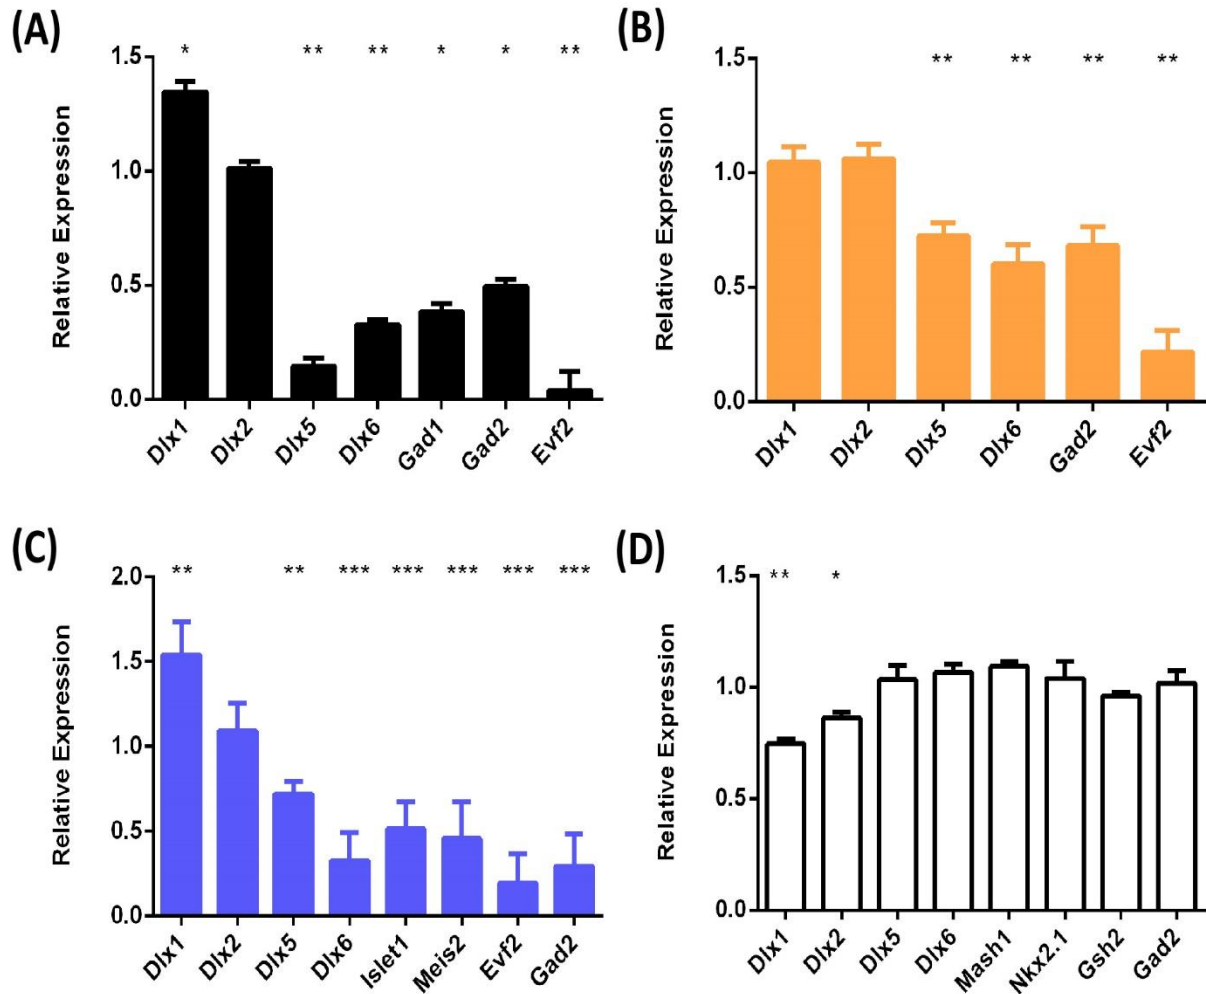 (A)
* ** ** * * **
1.5
1.0
0.5
0.0
Relative Expression
Dlx1 Dlx2 Dlx5 Dlx6 Gad1 Gad2 Evf2
(B)
** ** ** **
1.5
1.0
0.5
0.0
Relative Expression
Dlx1 Dlx2 Dlx5 Dlx6 Gad2 Evf2
(C)
** ** *** *** *** *** ***
2.0
1.5
1.0
0.5
0.0
Relative Expression
Dlx1 Dlx2 Dlx5 Dlx6 Islet1 Meis2 Evf2 Gad2
(D)
** *
1.5
1.0
0.5
0.0
Relative Expression
Dlx1 Dlx2 Dlx5 Dlx6 Mash1 Nkx2.1 Gsh2 Gad2